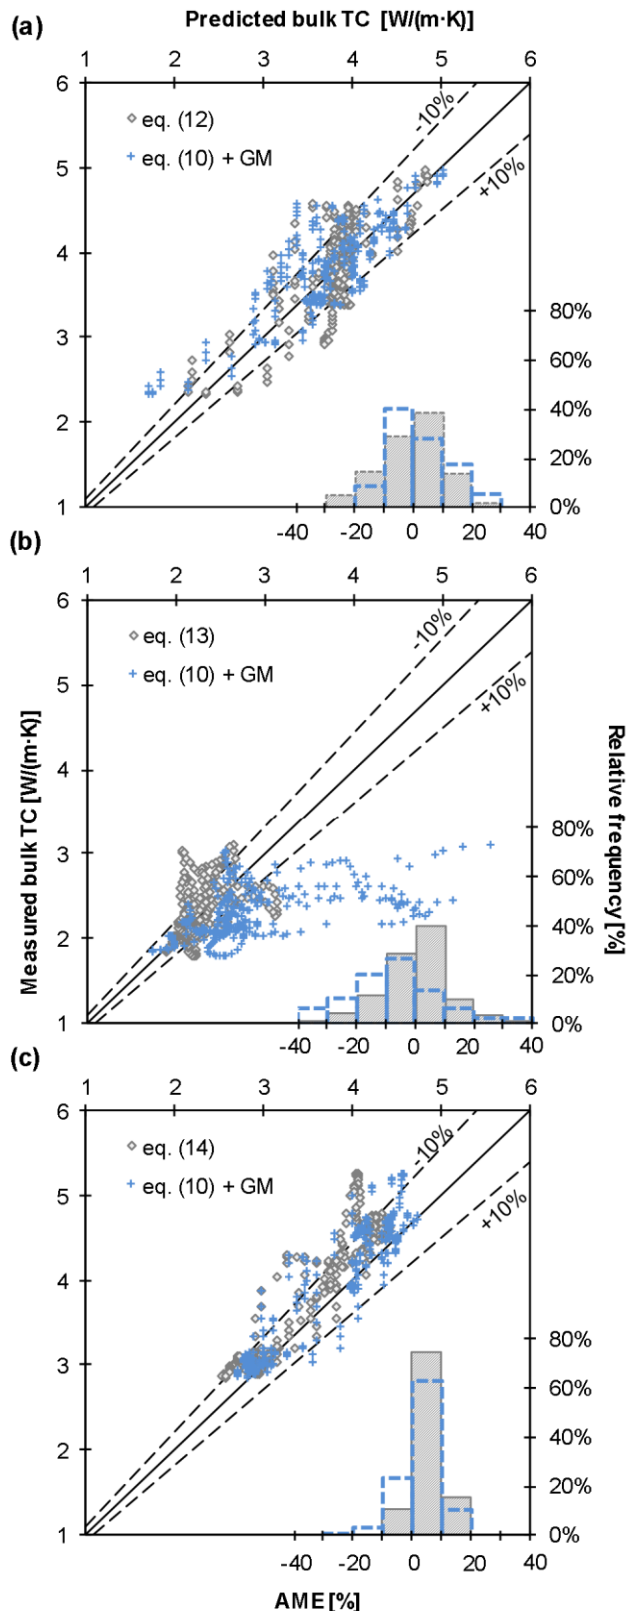 (a)
Predicted bulk TC [W/(m·K)]
1 2 3 4 5 6
6
-10%
eq. (12)
eq. (10) + GM
5
+10%
4
3
80%
60%
2
40%
20%
1
0%
-40 -20 0 20 40
(b)
1 2 3 4 5 6
6
-10%
eq. (13)
eq. (10) + GM
5
+10%
4
Measured bulk TC [W/(m·K)]
Relative frequency [%]
3
80%
60%
2
40%
20%
1
0%
-40 -20 0 20 40
(c)
1 2 3 4 5 6
6
-10%
eq. (14)
eq. (10) + GM
5
+10%
4
3
80%
60%
2
40%
20%
1
0%
-40 -20 0 20 40
AME [%]